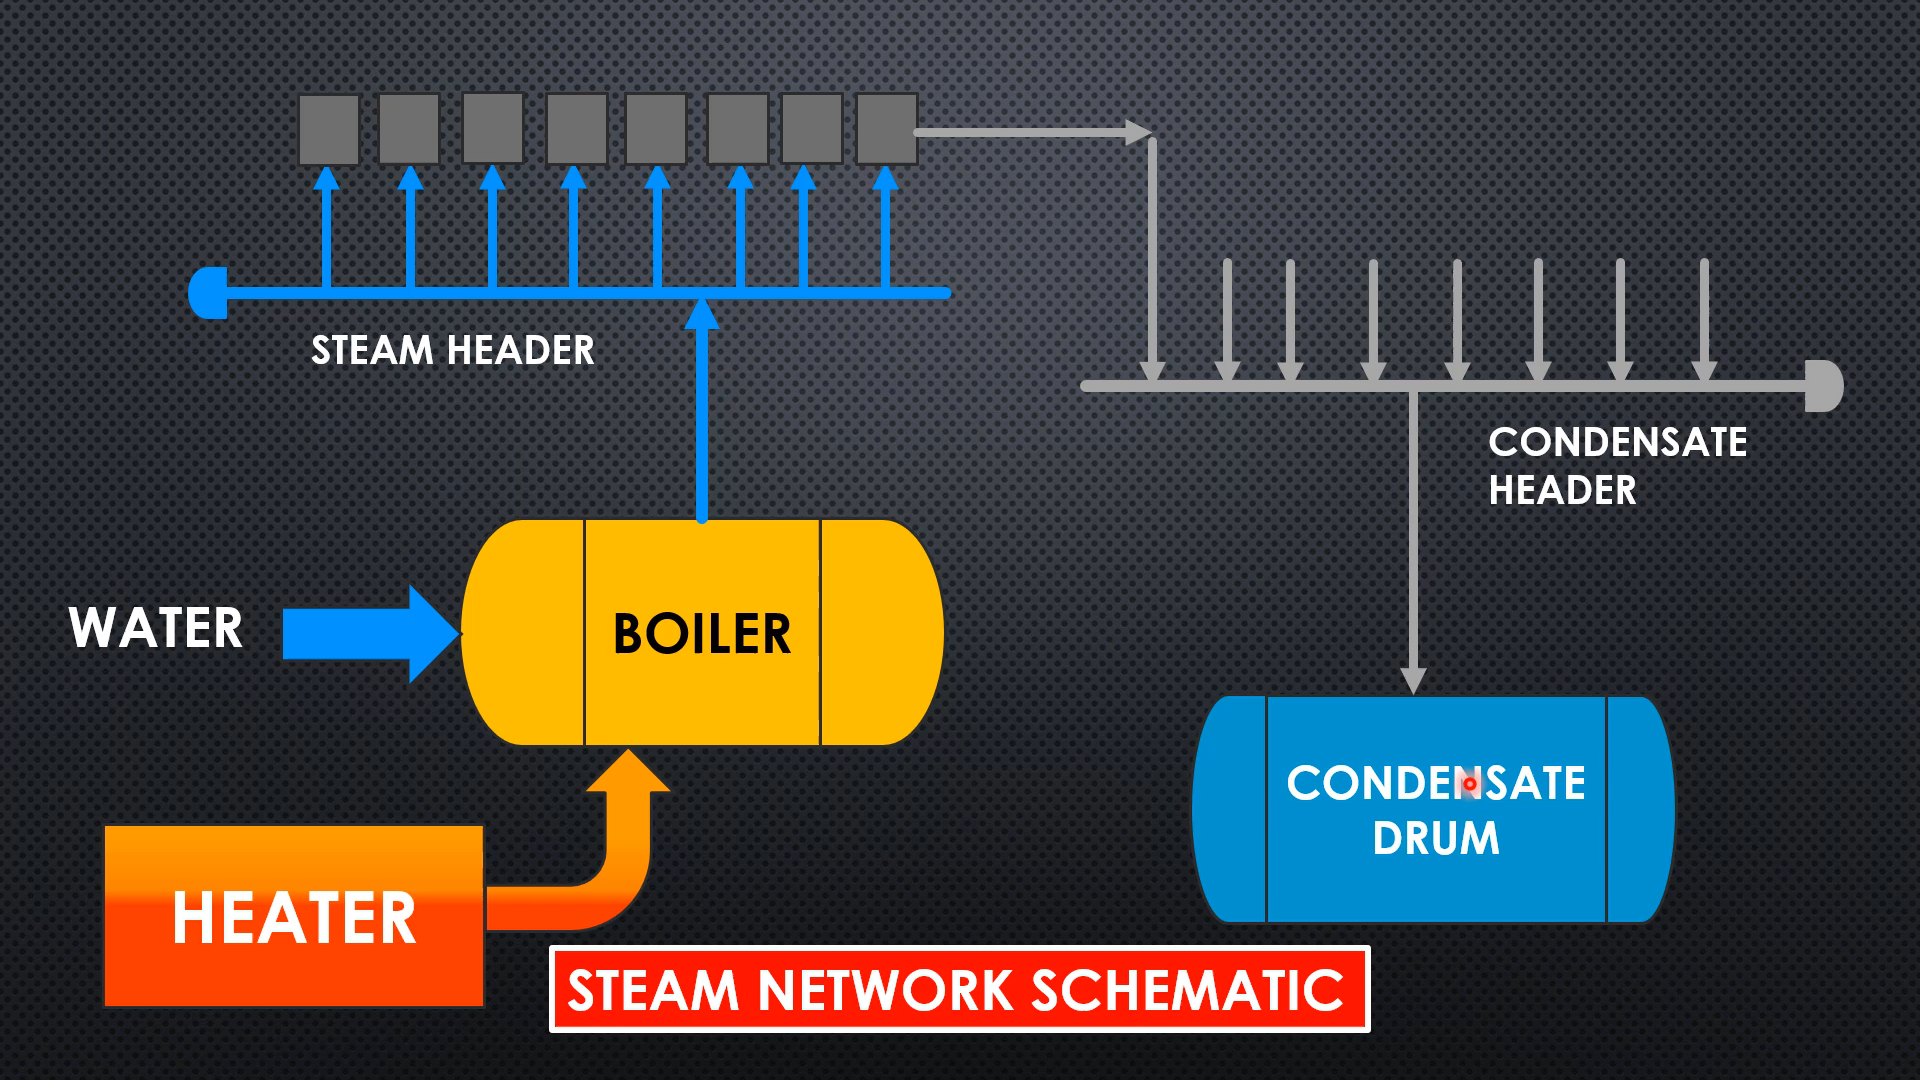 STEAM HEADER
CONDENSATE
HEADER
WATER
BOILER
CONDENSATE
DRUM
HEATER
STEAM NETWORK SCHEMATIC